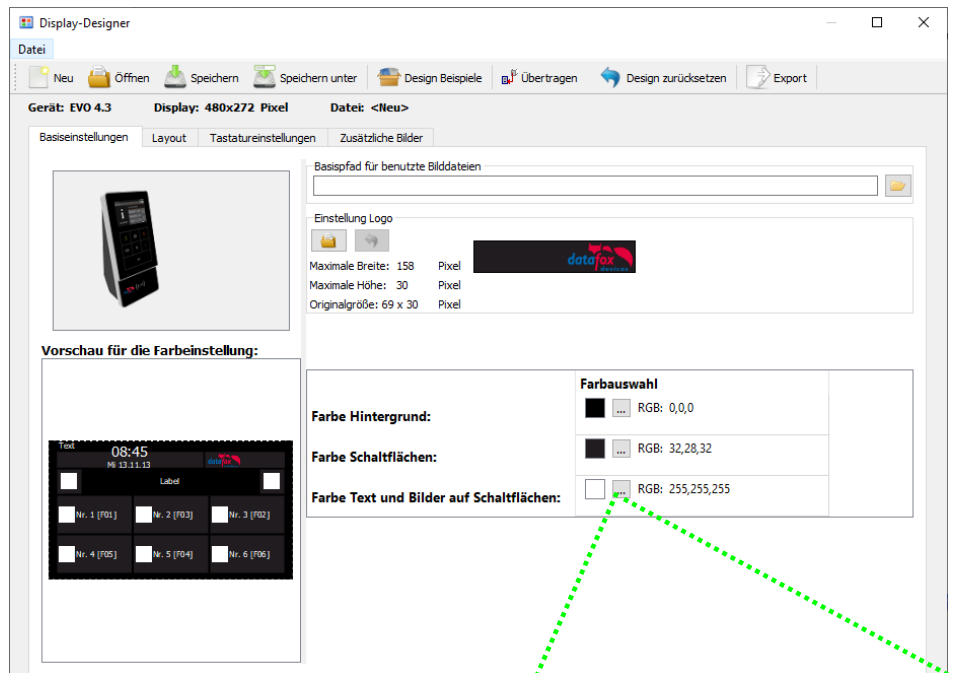 Display-Designer
Datei
Neu Öffnen Speichern Speichern unter Design Beispiele Übertragen Design zurücksetzen Export
Gerät: EVO 4.3 Display: 480x272 Pixel Datei: <Neu>
Basiseinstellungen Layout Tastatureinstellungen Zusätzliche Bilder
Basispfad für benutzte Bilddateien
Einstellung Logo
datafox
devices
Maximale Breite: 158 Pixel
Maximale Höhe: 30 Pixel
Originalgröße: 69 x 30 Pixel
Vorschau für die Farbeinstellung:
Farbauswahl
Farbe Hintergrund: ... RGB: 0,0,0
Farbe Schaltflächen: ... RGB: 32,28,32
Farbe Text und Bilder auf Schaltflächen: ... RGB: 255,255,255
Text
08:45
Mi 13.11.13
datafox
Label
Nr. 1 [F01] Nr. 2 [F03] Nr. 3 [F02]
Nr. 4 [F05] Nr. 5 [F04] Nr. 6 [F06]